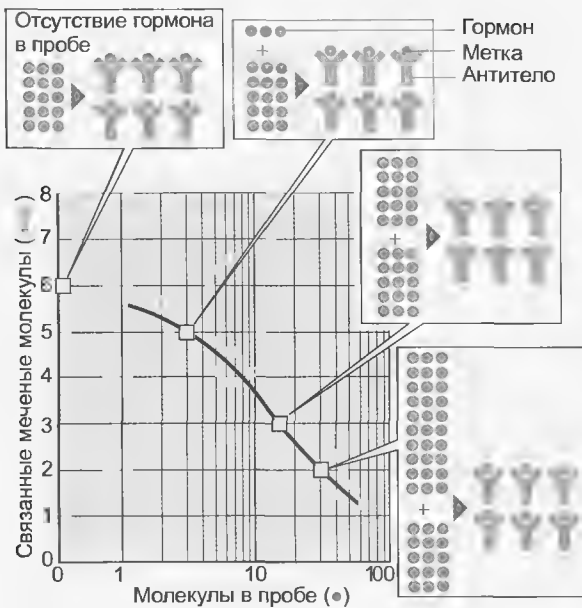 Отсутствие гормона
в пробе
+
Гормон
Метка
Антитело
+
+
Связанные меченые молекулы (
8
7
6
5
4
3
2
1
0
0
1
10
100
Молекулы в пробе (●)